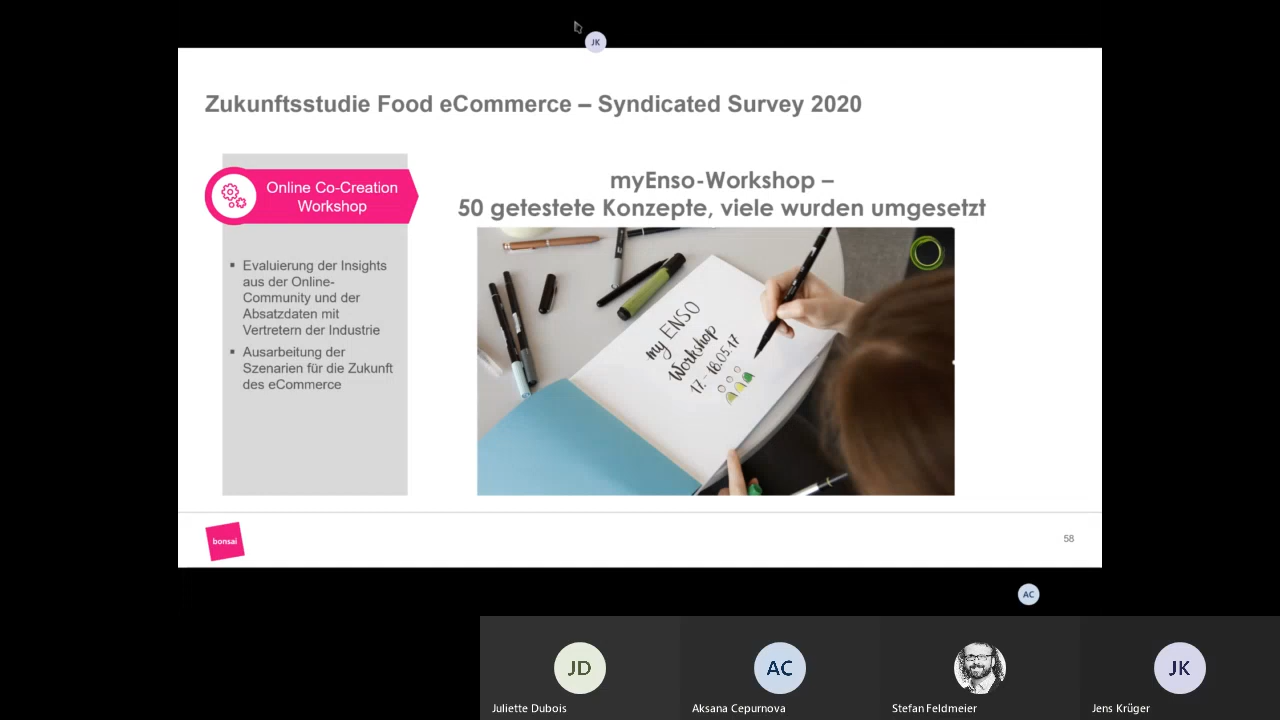 JK
Zukunftsstudie Food eCommerce – Syndicated Survey 2020
Online Co-Creation
Workshop
▪ Evaluierung der Insights
aus der Online-
Community und der
Absatzdaten mit
Vertretern der Industrie
▪ Ausarbeitung der
Szenarien für die Zukunft
des eCommerce
myEnso-Workshop –
50 getestete Konzepte, viele wurden umgesetzt
my ENSO
Workshop
17.-18.05.17
bonsai
58
AC
JD
AC
JK
Juliette Dubois
Aksana Cepurnova
Stefan Feldmeier
Jens Krüger